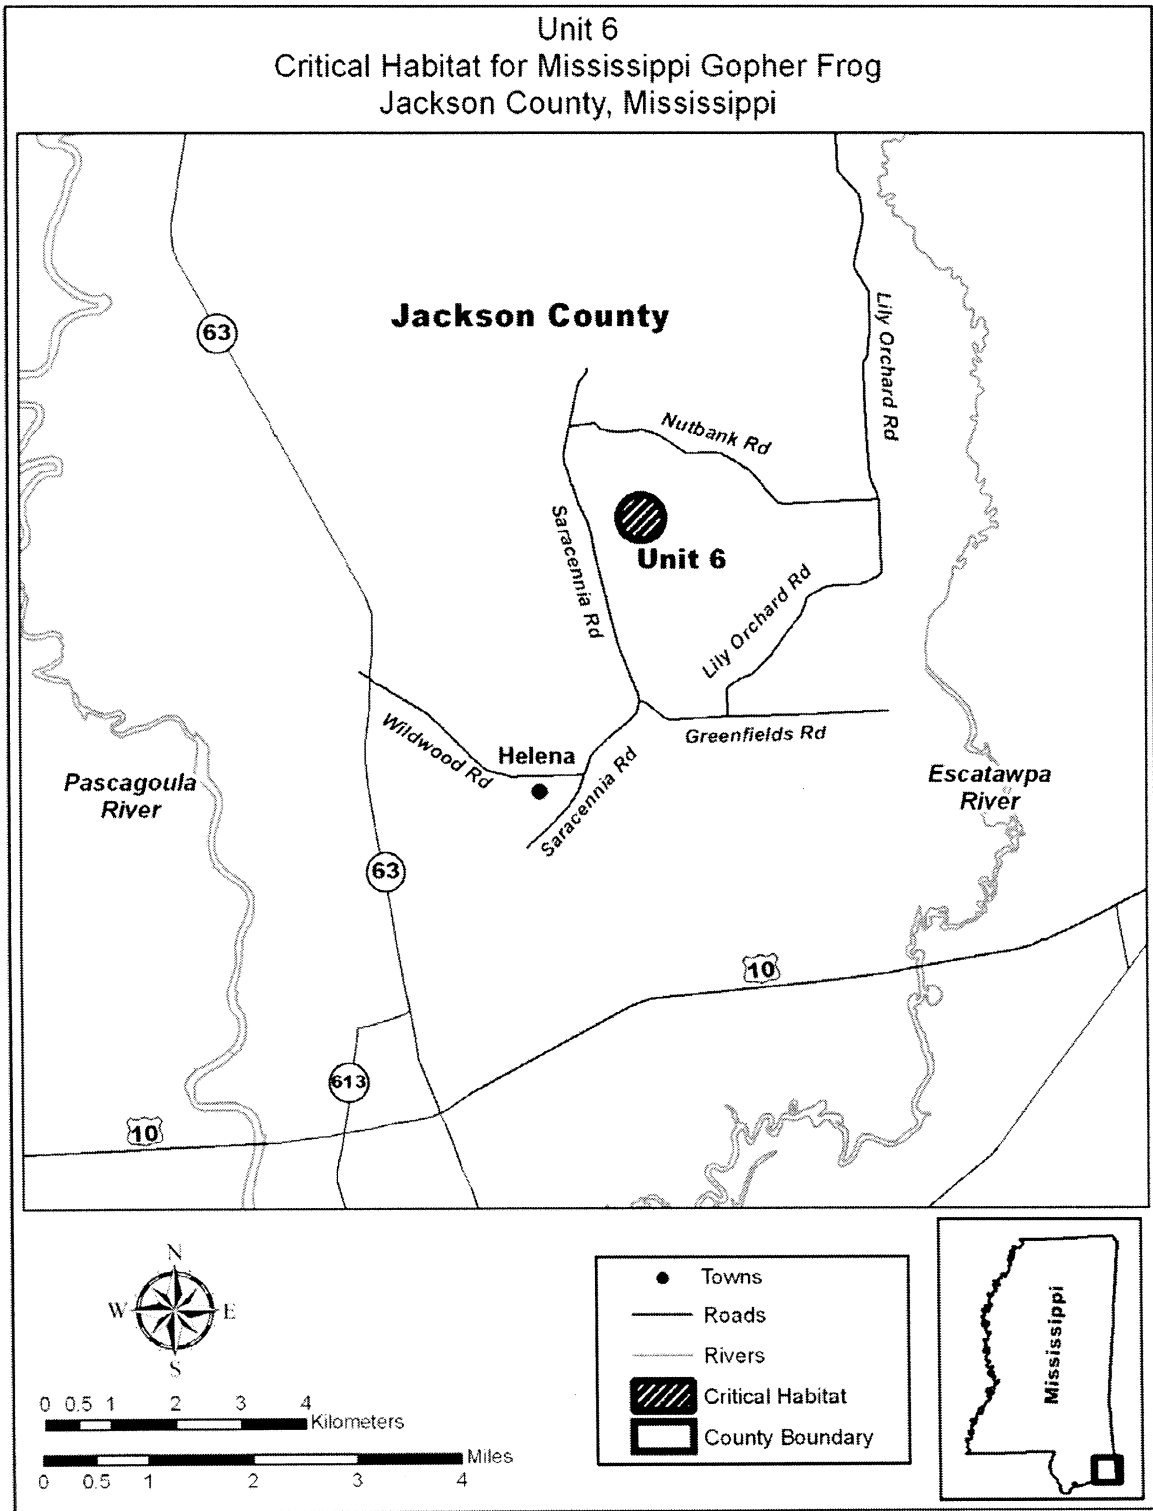 Unit 6
Critical Habitat for Mississippi Gopher Frog
Jackson County, Mississippi
63
Jackson County
Lily Orchard Rd
Nutbank Rd
Saracennia Rd
Unit 6
Lily Orchard Rd
Wildwood Rd
Helena
Saracennia Rd
Greenfields Rd
Pascagoula
River
Escatawpa
River
63
10
613
10
N
W E
S
0 0.5 1 2 3 4
Kilometers
Miles
0 0.5 1 2 3 4
Towns
Roads
Rivers
Critical Habitat
County Boundary
Mississippi